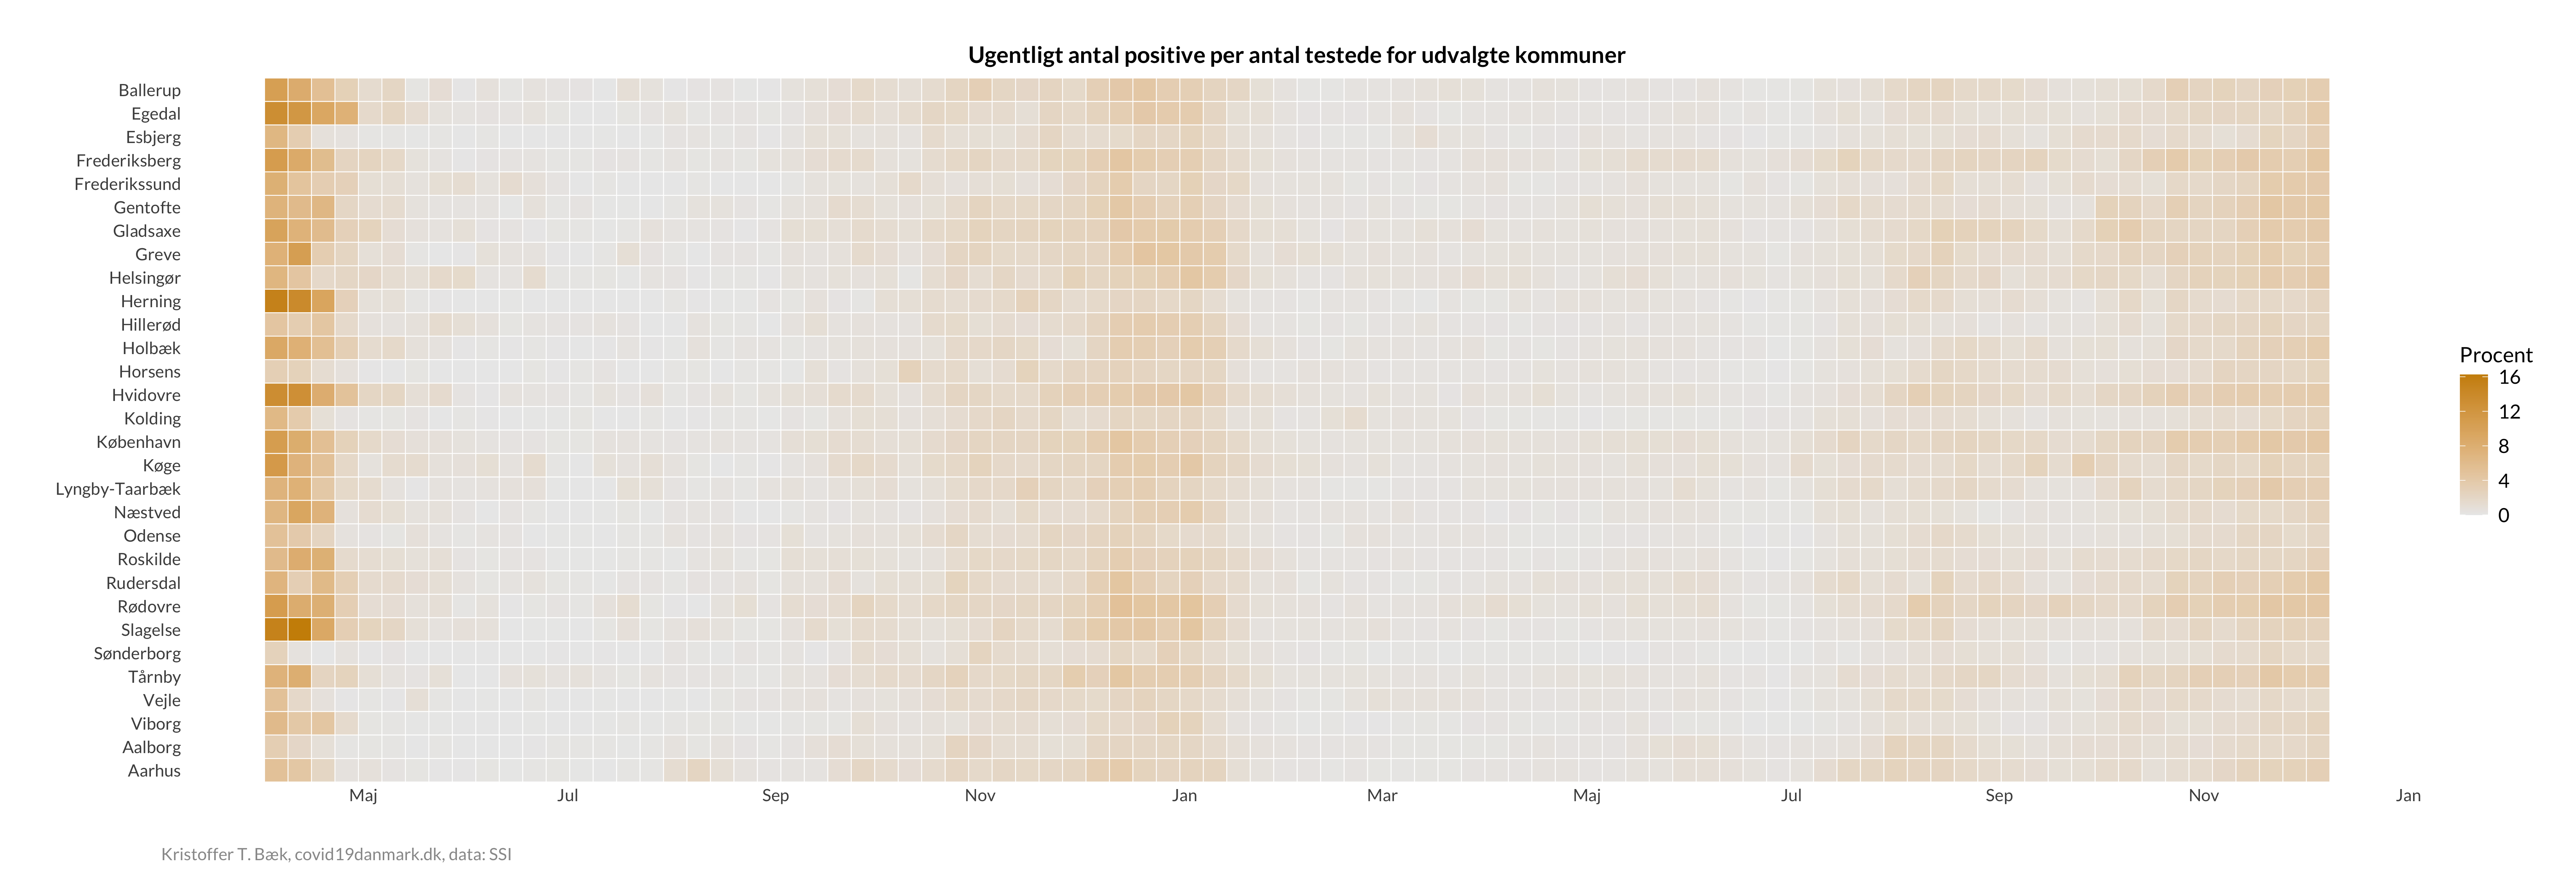 Ugentligt antal positive per antal testede for udvalgte kommuner
Ballerup
Egedal
Esbjerg
Frederiksberg
Frederikssund
Gentofte
Gladsaxe
Greve
Helsingør
Herning
Hillerød
Holbæk
Horsens
Hvidovre
Kolding
København
Køge
Lyngby-Taarbæk
Næstved
Odense
Roskilde
Rudersdal
Rødovre
Slagelse
Sønderborg
Tårnby
Vejle
Viborg
Aalborg
Aarhus
Maj Jul Sep Nov Jan Mar Maj Jul Sep Nov Jan
Procent
16
12
8
4
0
Kristoffer T. Bæk, covid19danmark.dk, data: SSI